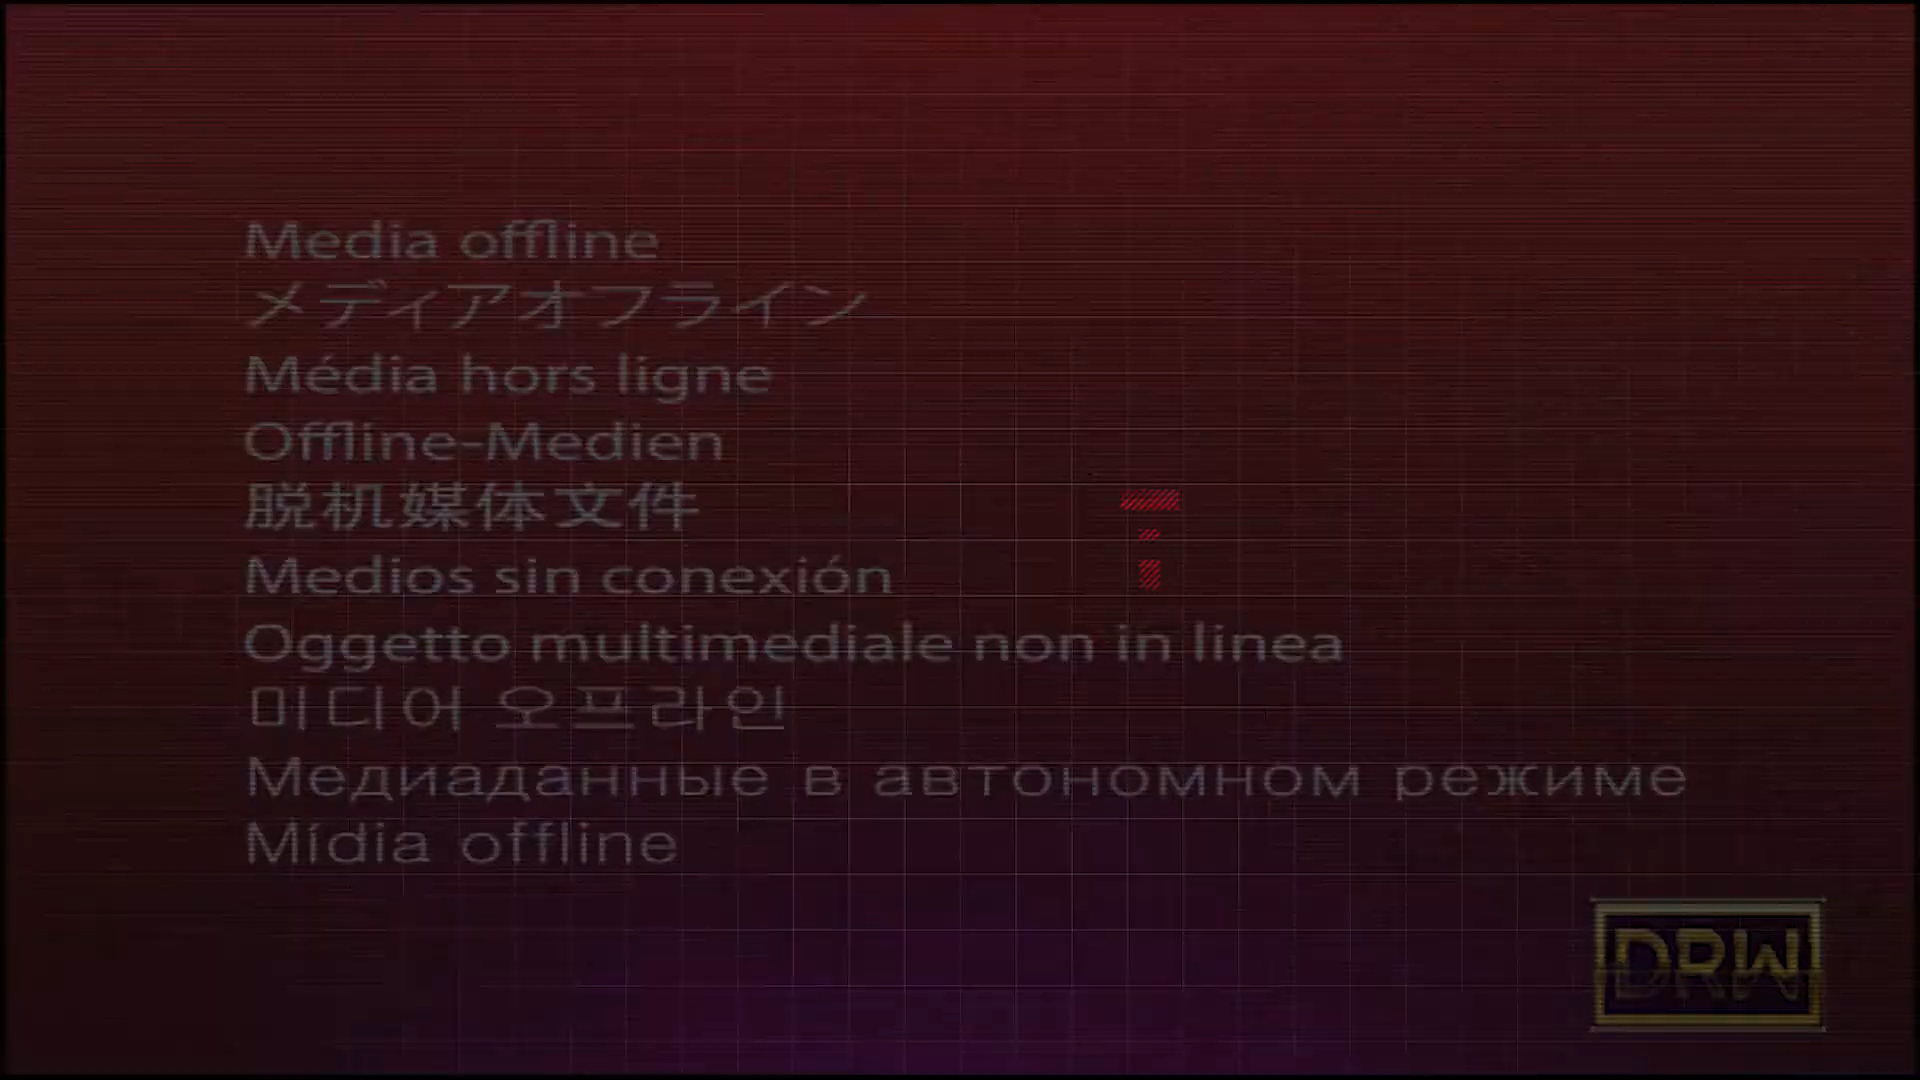 Media offline
メディアオフライン
Média hors ligne
Offline-Medien
脱机媒体文件
Medios sin conexión
Oggetto multimediale non in linea
미디어 오프라인
Медиаданные в автономном режиме
Mídia offline
DRW